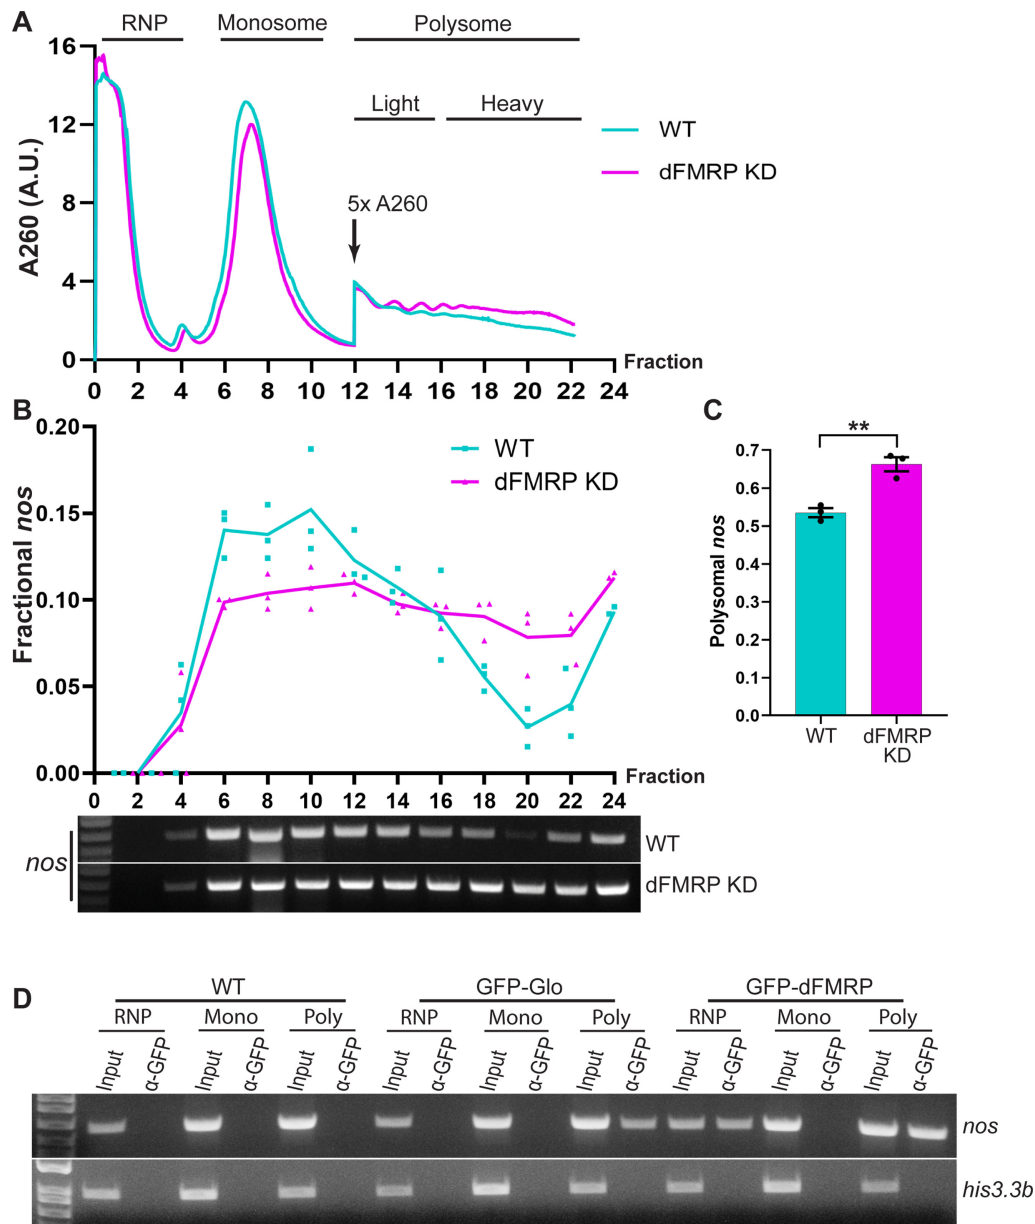 A
RNP Monosome Polysome
Light Heavy
16
12
8
4
0
A260 (A.U.)
5x A260
WT
dFMRP KD
0 2 4 6 8 10 12 14 16 18 20 22 24
Fraction
B
0.20
0.15
0.10
0.05
0.00
Fractional nos
WT
dFMRP KD
0 2 4 6 8 10 12 14 16 18 20 22 24
Fraction
nos
WT
dFMRP KD
C
**
0.7
0.6
0.5
0.4
0.3
0.2
0.1
0.0
Polysomal nos
WT dFMRP KD
D
WT GFP-Glo GFP-dFMRP
RNP Mono Poly RNP Mono Poly RNP Mono Poly
Input α-GFP Input α-GFP Input α-GFP Input α-GFP Input α-GFP Input α-GFP Input α-GFP Input α-GFP Input α-GFP
nos
his3.3b